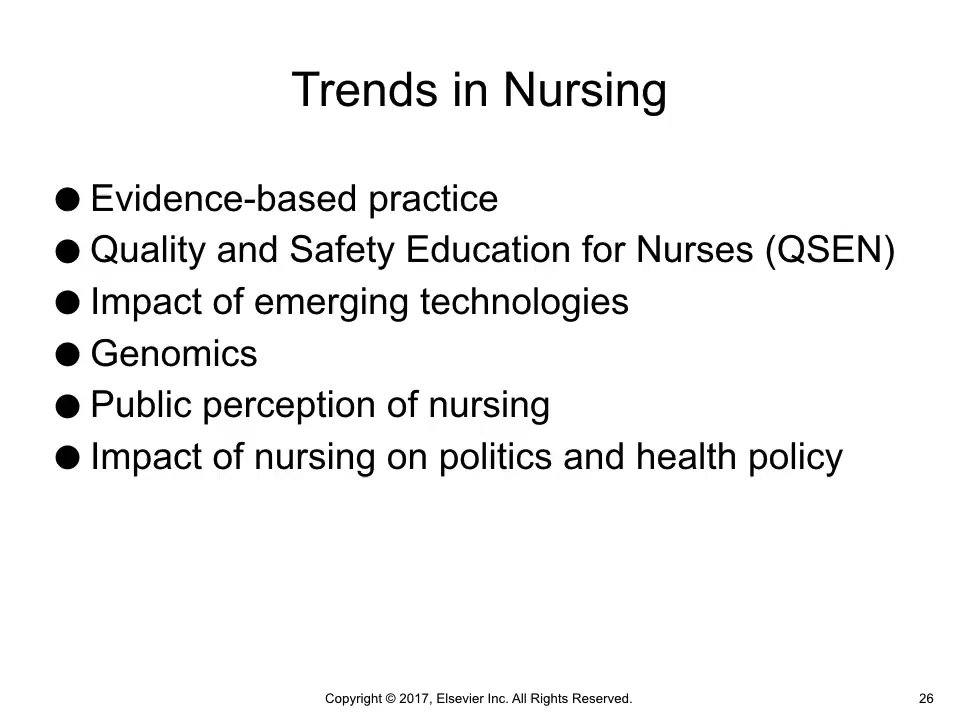 Trends in Nursing
● Evidence-based practice
● Quality and Safety Education for Nurses (QSEN)
● Impact of emerging technologies
● Genomics
● Public perception of nursing
● Impact of nursing on politics and health policy
Copyright © 2017, Elsevier Inc. All Rights Reserved.
26